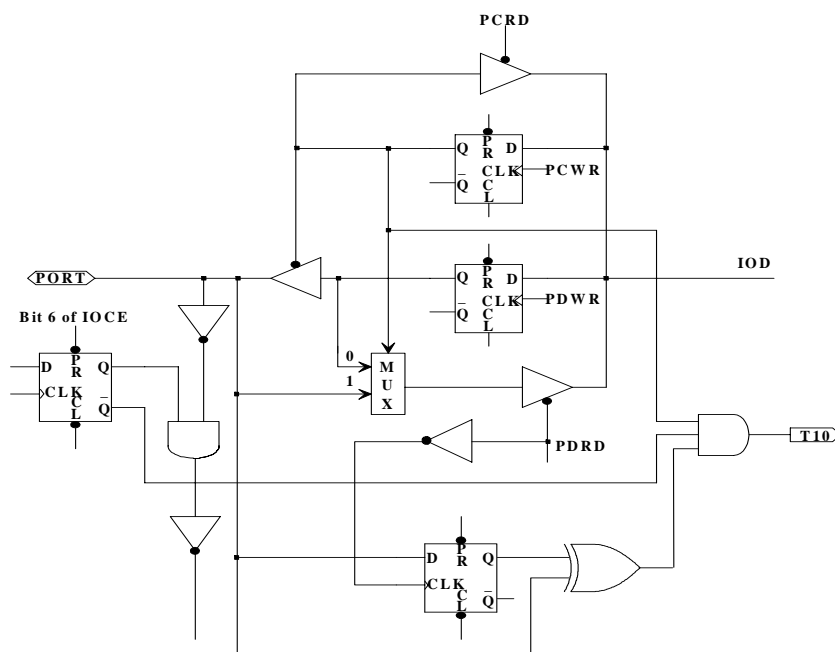 PCRD
Q PR D
CLK PCWR
Q CL
IOD
PORT
Q PR D
CLK PDWR
Q CL
Bit 6 of IOCE
D PR Q
CLK
CL Q
0
1
MUX
PDRD
T10
D PR Q
CLK
CL Q